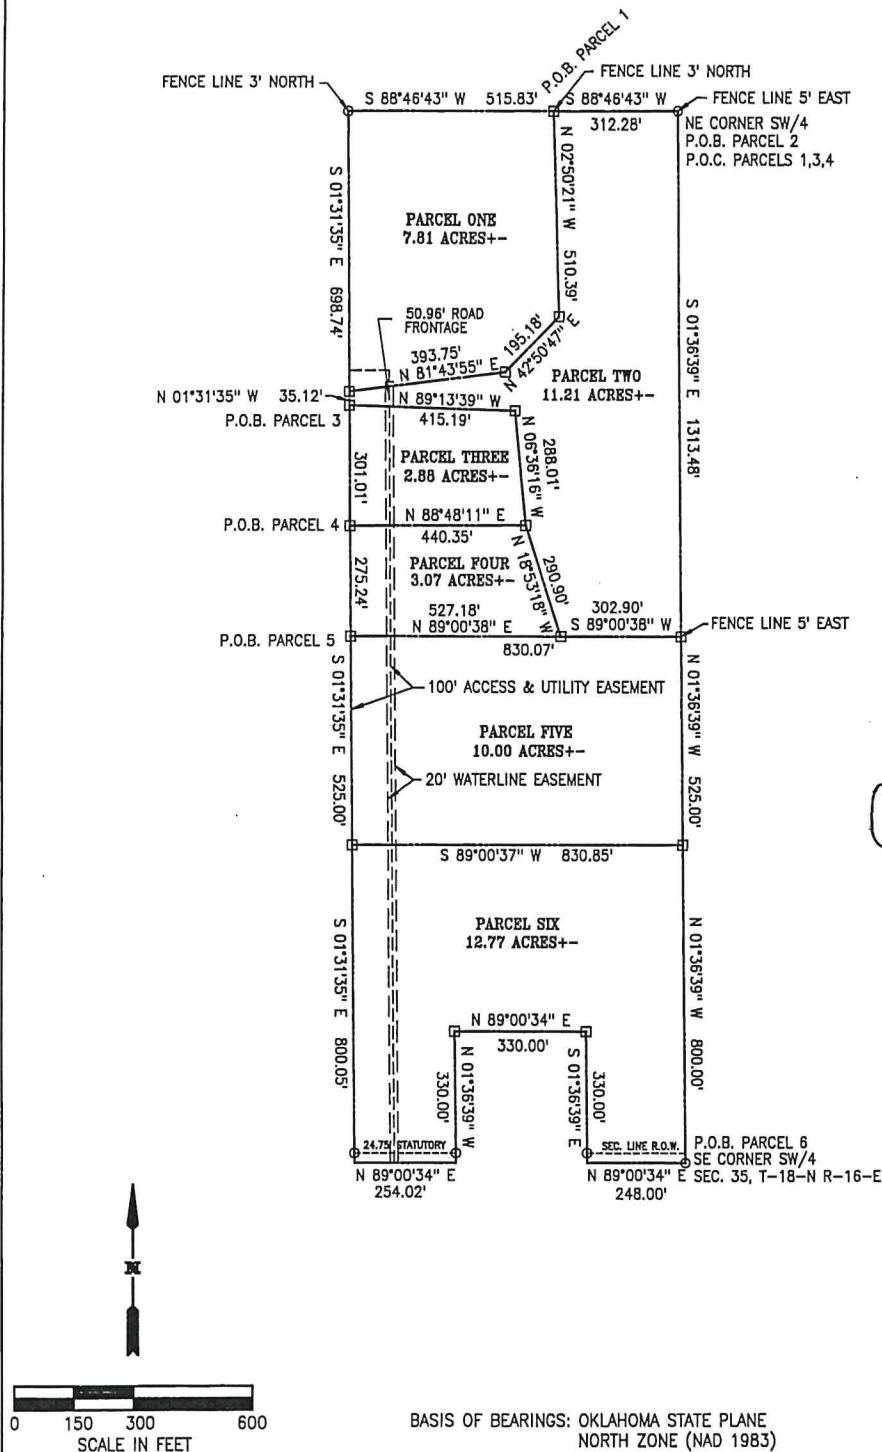 P.O.B. PARCEL 1
FENCE LINE 3' NORTH
FENCE LINE 3' NORTH
S 88°46'43" W 515.83'
S 88°46'43" W
312.28'
FENCE LINE 5' EAST
NE CORNER SW/4
P.O.B. PARCEL 2
P.O.C. PARCELS 1,3,4
S 01°31'35" E 698.74'
N 02°50'21" W 510.39'
PARCEL ONE
7.81 ACRES+-
S 01°36'39" E 1313.48'
50.96' ROAD
FRONTAGE
195.18'
N 42°50'47" E
393.75'
N 81°43'55" E
PARCEL TWO
11.21 ACRES+-
N 01°31'35" W 35.12'
P.O.B. PARCEL 3
N 89°13'39" W
415.19'
288.01'
N 06°36'16" W
301.01'
PARCEL THREE
2.88 ACRES+-
P.O.B. PARCEL 4
N 88°48'11" E
440.35'
275.24'
PARCEL FOUR
3.07 ACRES+-
290.90'
N 18°53'18" W
527.18'
N 89°00'38" E
302.90'
S 89°00'38" W
FENCE LINE 5' EAST
P.O.B. PARCEL 5
830.07'
S 01°31'35" E 525.00'
100' ACCESS & UTILITY EASEMENT
N 01°36'39" W 525.00'
PARCEL FIVE
10.00 ACRES+-
20' WATERLINE EASEMENT
S 89°00'37" W 830.85'
S 01°31'35" E 800.05'
PARCEL SIX
12.77 ACRES+-
N 01°36'39" W 800.00'
N 89°00'34" E
330.00'
330.00'
N 01°36'39" W
S 01°36'39" E
330.00'
24.75' STATUTORY
SEC. LINE R.O.W.
P.O.B. PARCEL 6
SE CORNER SW/4
SEC. 35, T-18-N R-16-E
N 89°00'34" E
254.02'
N 89°00'34" E
248.00'
N
0 150 300 600
SCALE IN FEET
BASIS OF BEARINGS: OKLAHOMA STATE PLANE
NORTH ZONE (NAD 1983)